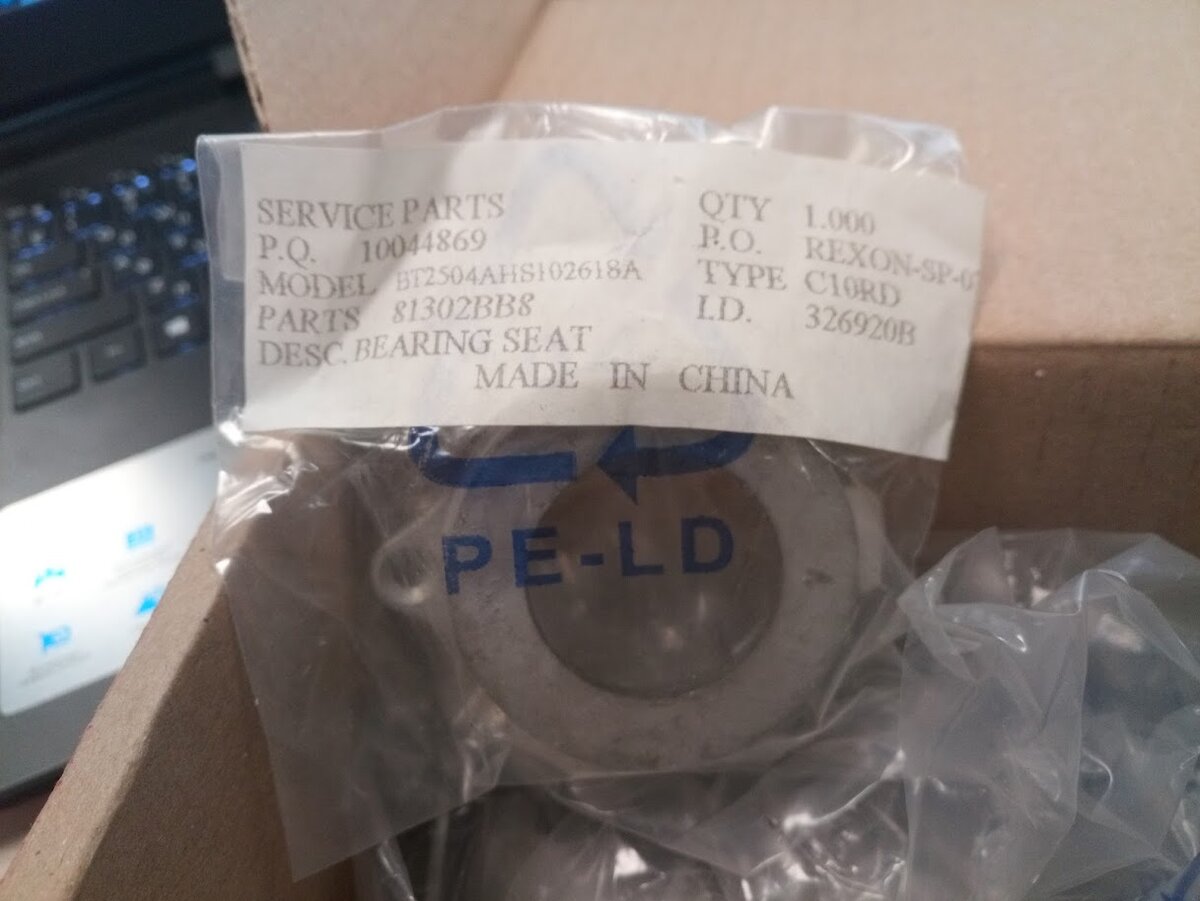 SERVICE PARTS QTY 1.000
P.Q. 10044869 P.O. REXON-SP-0
MODEL BT2504AHS102618A TYPE C10RD
PARTS 81302BB8 LD. 326920B
DESC. BEARING SEAT
MADE IN CHINA
PE-LD